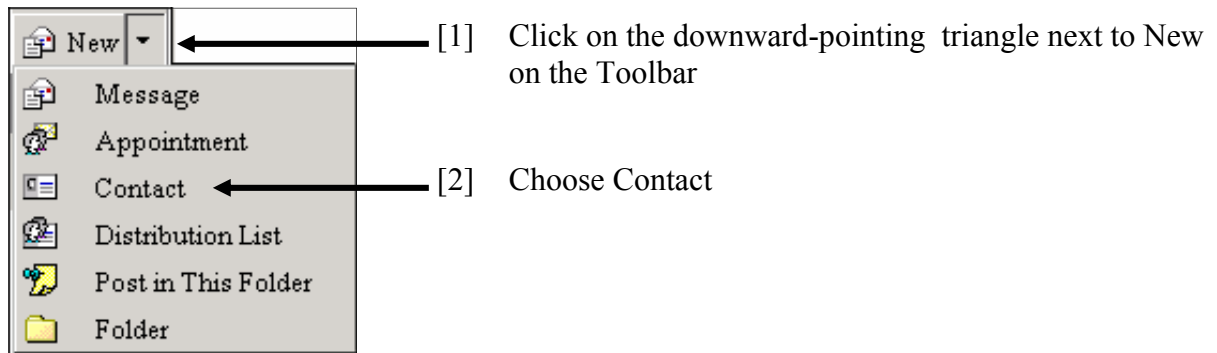 New [1] Click on the downward-pointing triangle next to New
on the Toolbar
Message
Appointment
Contact [2] Choose Contact
Distribution List
Post in This Folder
Folder